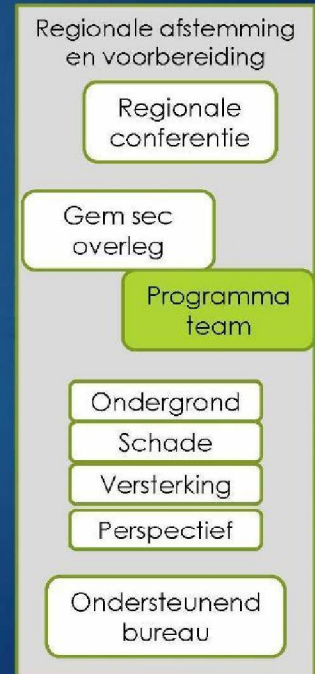 Regionale afstemming
en voorbereiding
Regionale
conferentie
Gem sec
overleg
Programma
team
Ondergrond
Schade
Versterking
Perspectief
Ondersteunend
bureau